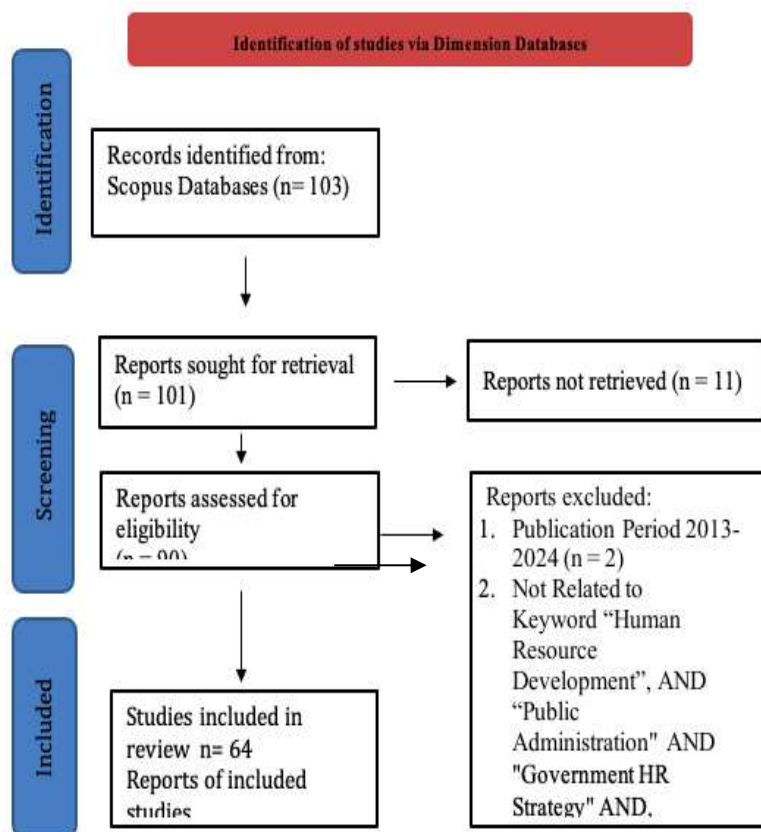 Identification of studies via Dimension Databases
Identification
Records identified from:
Scopus Databases (n= 103)
Screening
Reports sought for retrieval
(n = 101)
Reports not retrieved (n = 11)
Reports assessed for
eligibility
(n = 90)
Reports excluded:
1. Publication Period 2013-
2024 (n = 2)
2. Not Related to
Keyword “Human
Resource
Development”, AND
“Public
Administration" AND
"Government HR
Strategy" AND,
Included
Studies included in
review n= 64
Reports of included
studies